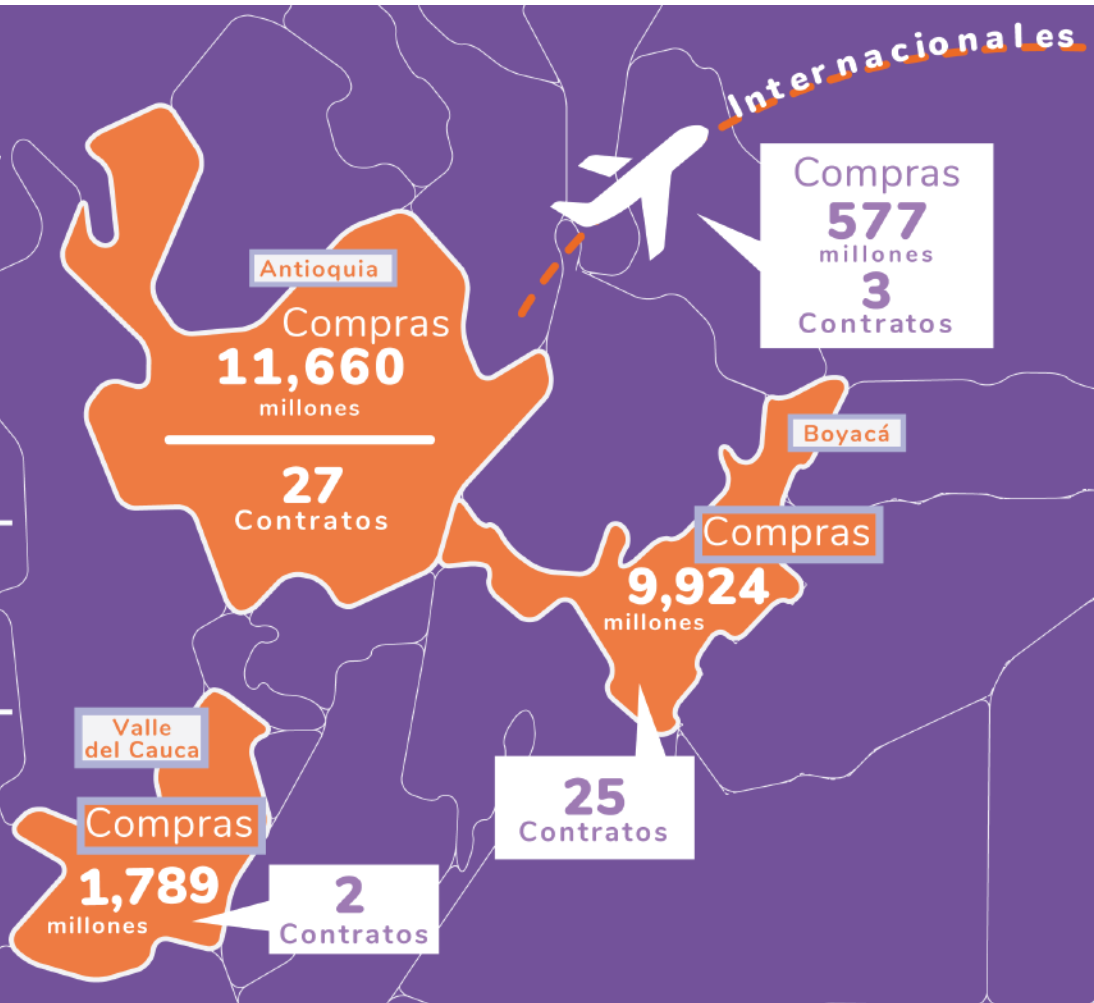 Internacionales
Compras
577
millones
3
Contratos
Antioquia
Compras
11,660
millones
27
Contratos
Boyacá
Compras
9,924
millones
25
Contratos
Valle
del Cauca
Compras
1,789
millones
2
Contratos